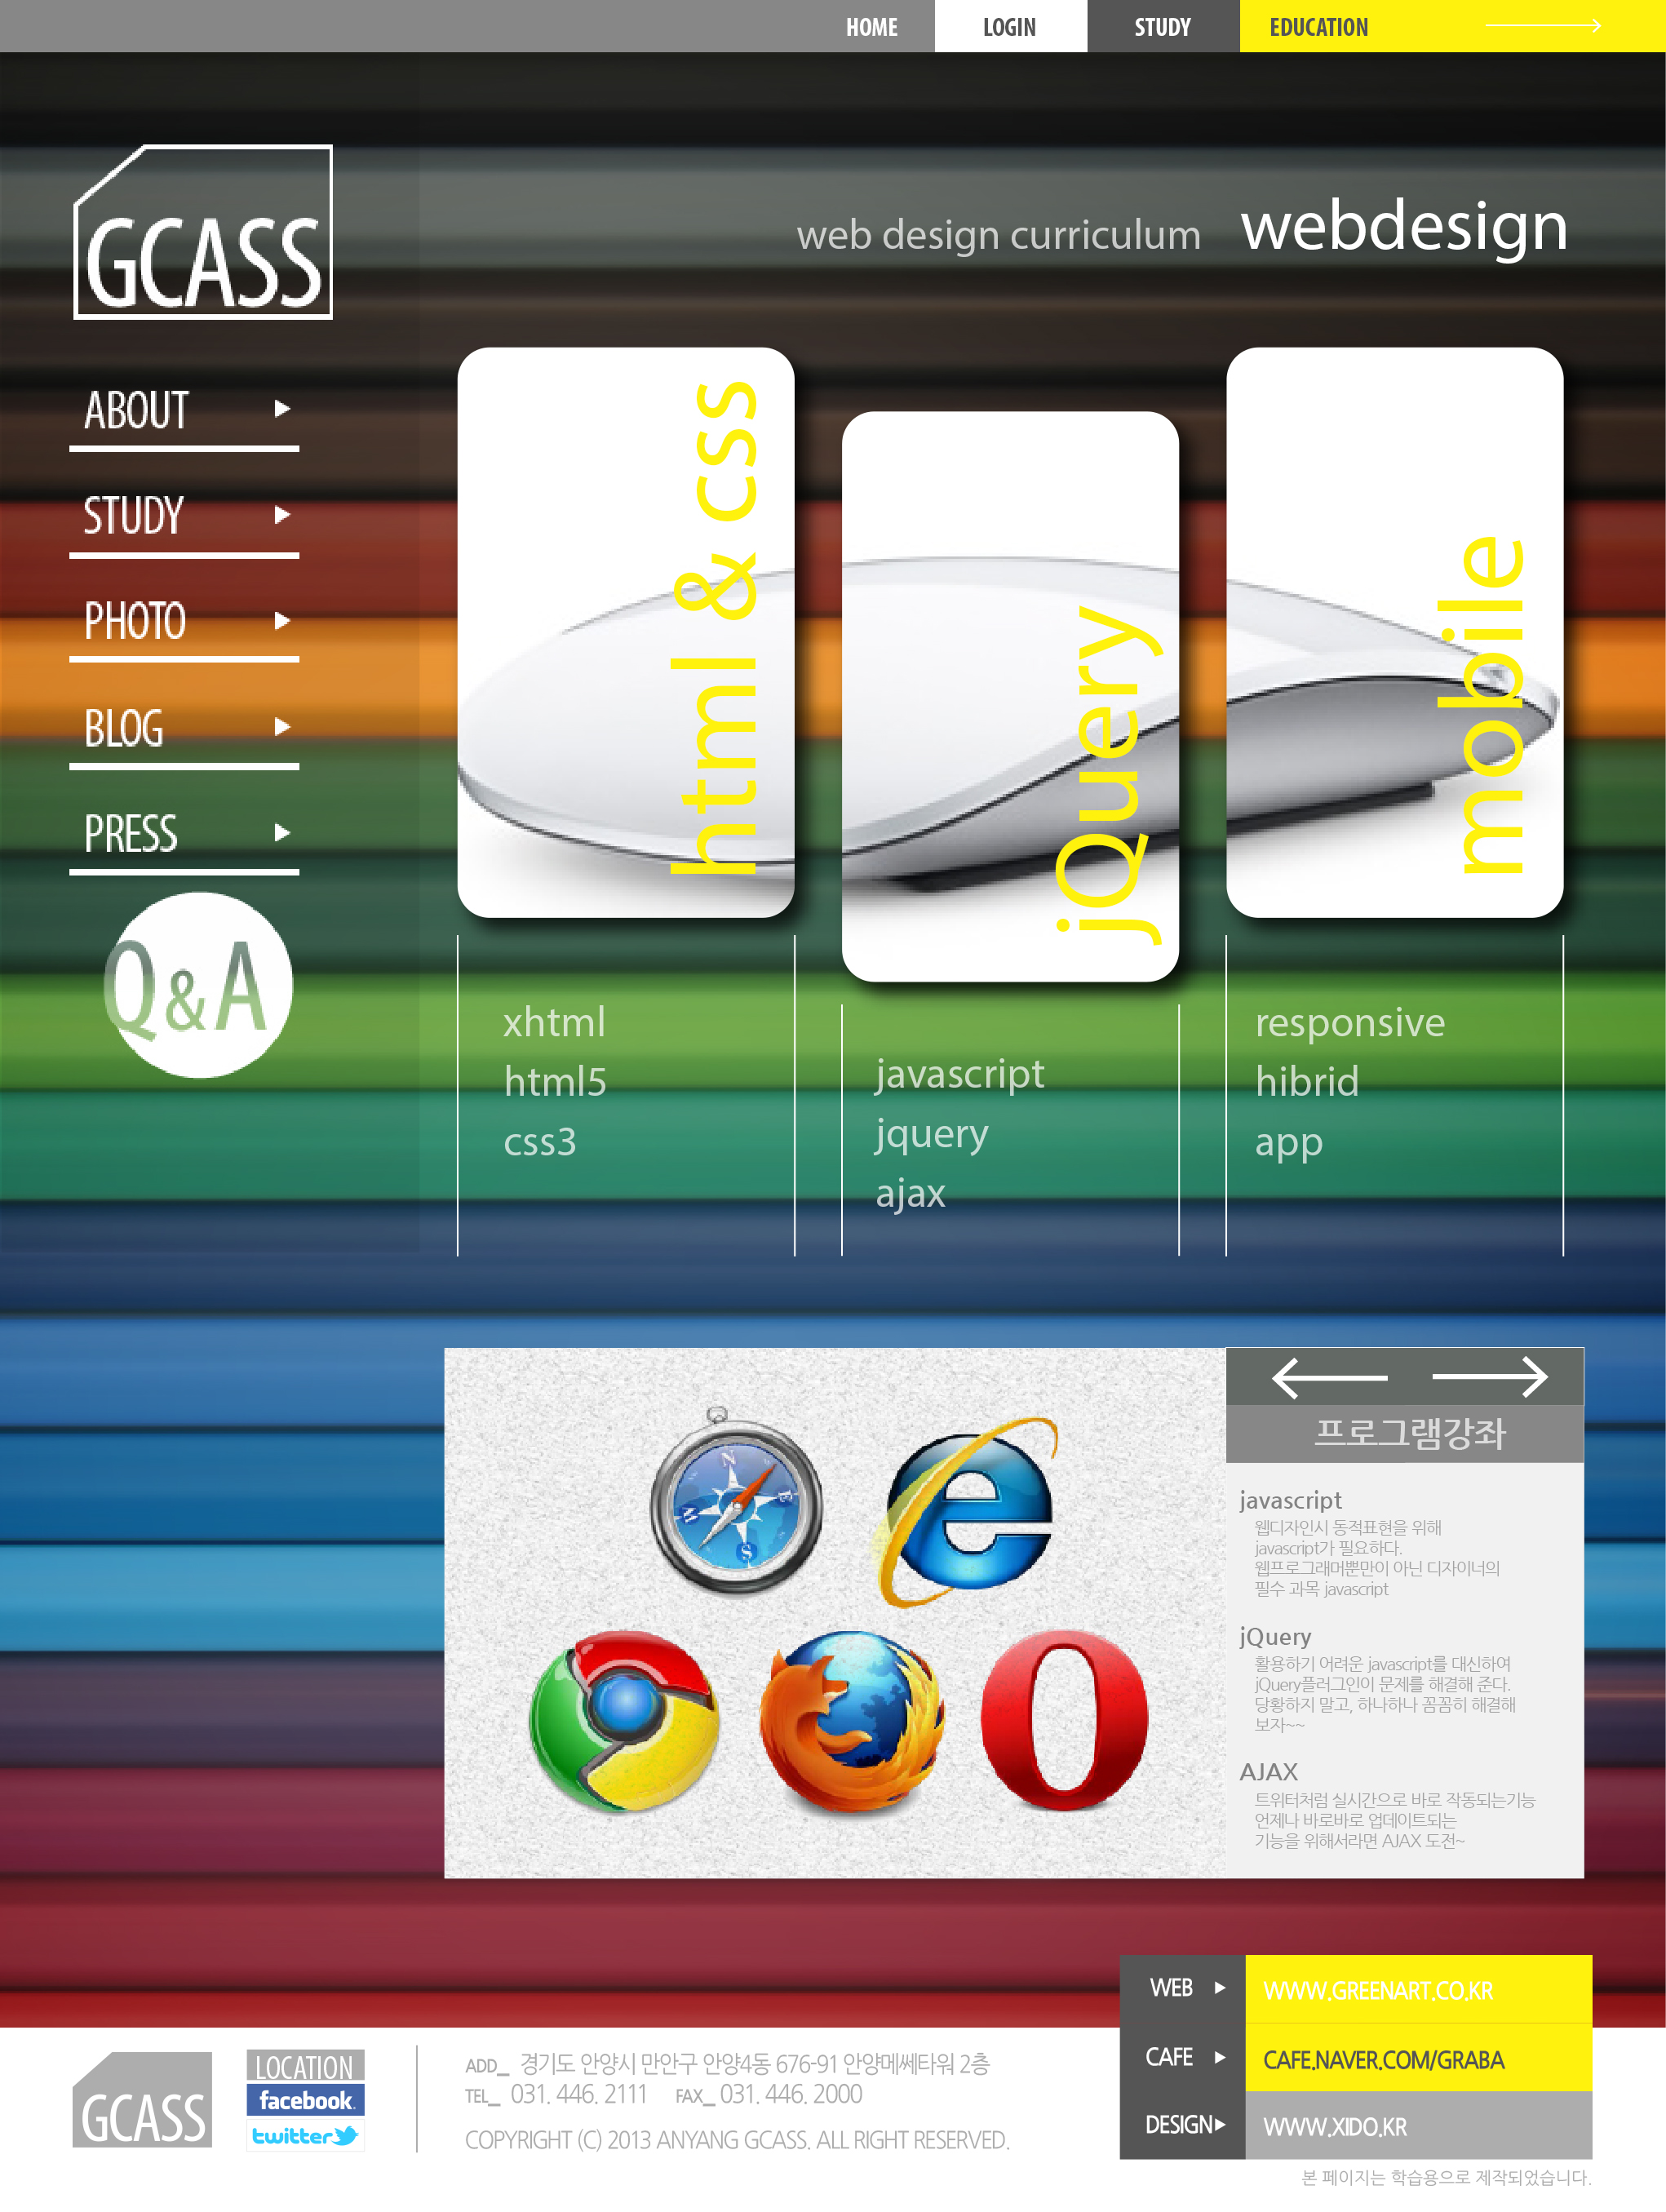 HOME LOGIN STUDY EDUCATION
GCASS
web design curriculum webdesign
ABOUT
STUDY
PHOTO
BLOG
PRESS
Q&A
html & css
jQuery
mobile
xhtml
html5
css3
javascript
jquery
ajax
responsive
hibrid
app
N
E
S
W
프로그램강좌
javascript
웹디자인시 동적표현을 위해
javascript가 필요하다.
웹프로그래머뿐만이 아닌 디자이너의
필수 과목 javascript
jQuery
활용하기 어려운 javascript를 대신하여
jQuery플러그인이 문제를 해결해 준다.
당황하지 말고, 하나하나 꼼꼼히 해결해
보자~~
AJAX
트위터처럼 실시간으로 바로 작동되는기능
언제나 바로바로 업데이트되는
기능을 위해서라면 AJAX 도전~
WEB WWW.GREENART.CO.KR
CAFE CAFE.NAVER.COM/GRABA
DESIGN WWW.XIDO.KR
GCASS
LOCATION
facebook.
twitter
ADD_ 경기도 안양시 만안구 안양4동 676-91 안양메쎄타워 2층
TEL_ 031. 446. 2111 FAX_ 031. 446. 2000
COPYRIGHT (C) 2013 ANYANG GCASS. ALL RIGHT RESERVED.
본 페이지는 학습용으로 제작되었습니다.